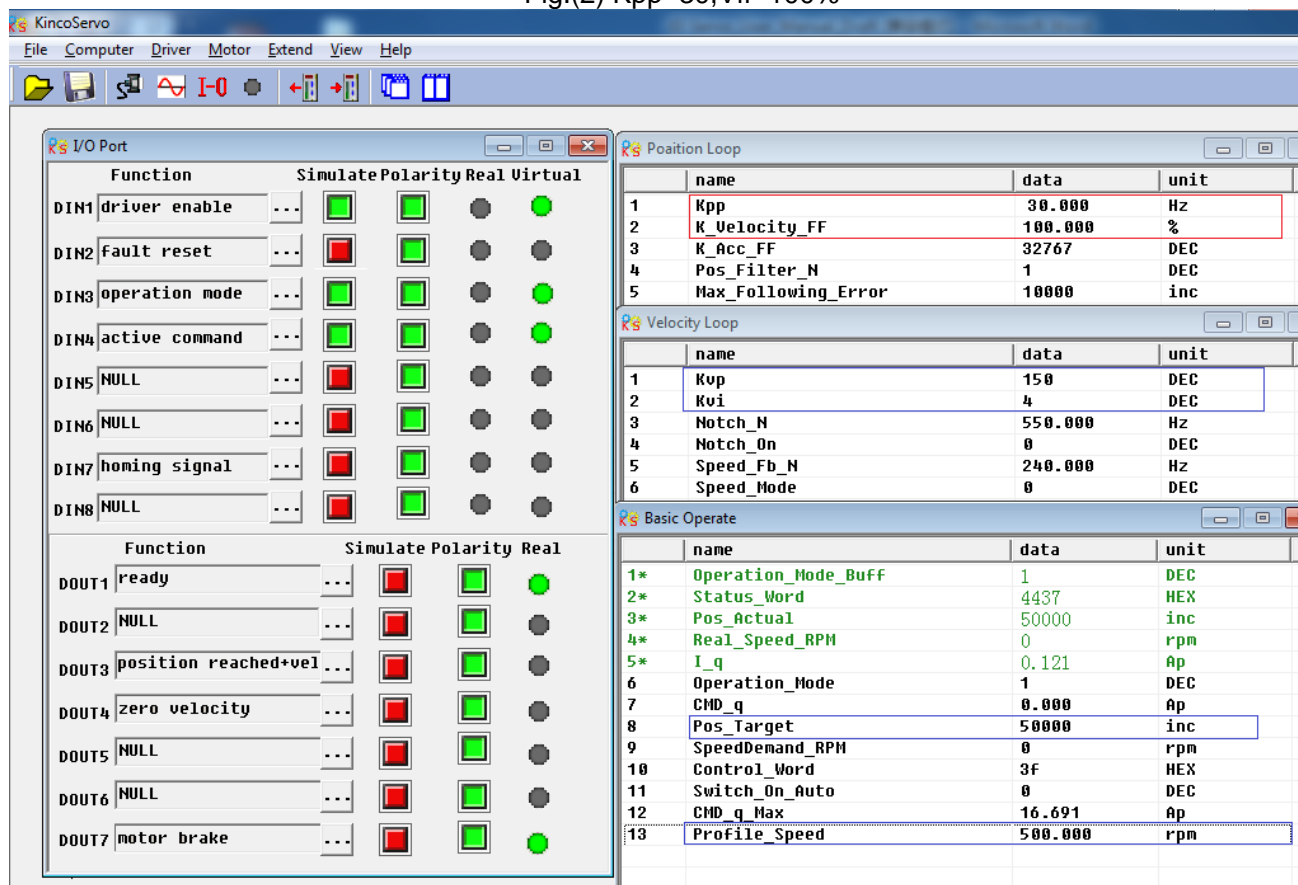 Fig.(2) Kpp=30,Vff=100%
KincoServo
File Computer Driver Motor Extend View Help
I-O
I/O Port
Function Simulate Polarity Real Virtual
DIN1 driver enable ...
DIN2 fault reset ...
DIN3 operation mode ...
DIN4 active command ...
DIN5 NULL ...
DIN6 NULL ...
DIN7 homing signal ...
DIN8 NULL ...
Function Simulate Polarity Real
DOUT1 ready ...
DOUT2 NULL ...
DOUT3 position reached+vel ...
DOUT4 zero velocity ...
DOUT5 NULL ...
DOUT6 NULL ...
DOUT7 motor brake ...
Poaition Loop
name data unit
1 Kpp 30.000 Hz
2 K_Velocity_FF 100.000 %
3 K_Acc_FF 32767 DEC
4 Pos_Filter_N 1 DEC
5 Max_Following_Error 10000 inc
Velocity Loop
name data unit
1 Kvp 150 DEC
2 Kvi 4 DEC
3 Notch_N 550.000 Hz
4 Notch_On 0 DEC
5 Speed_Fb_N 240.000 Hz
6 Speed_Mode 0 DEC
Basic Operate
name data unit
1* Operation_Mode_Buff 1 DEC
2* Status_Word 4437 HEX
3* Pos_Actual 50000 inc
4* Real_Speed_RPM 0 rpm
5* I_q 0.121 Ap
6 Operation_Mode 1 DEC
7 CMD_q 0.000 Ap
8 Pos_Target 50000 inc
9 SpeedDemand_RPM 0 rpm
10 Control_Word 3f HEX
11 Switch_On_Auto 0 DEC
12 CMD_q_Max 16.691 Ap
13 Profile_Speed 500.000 rpm